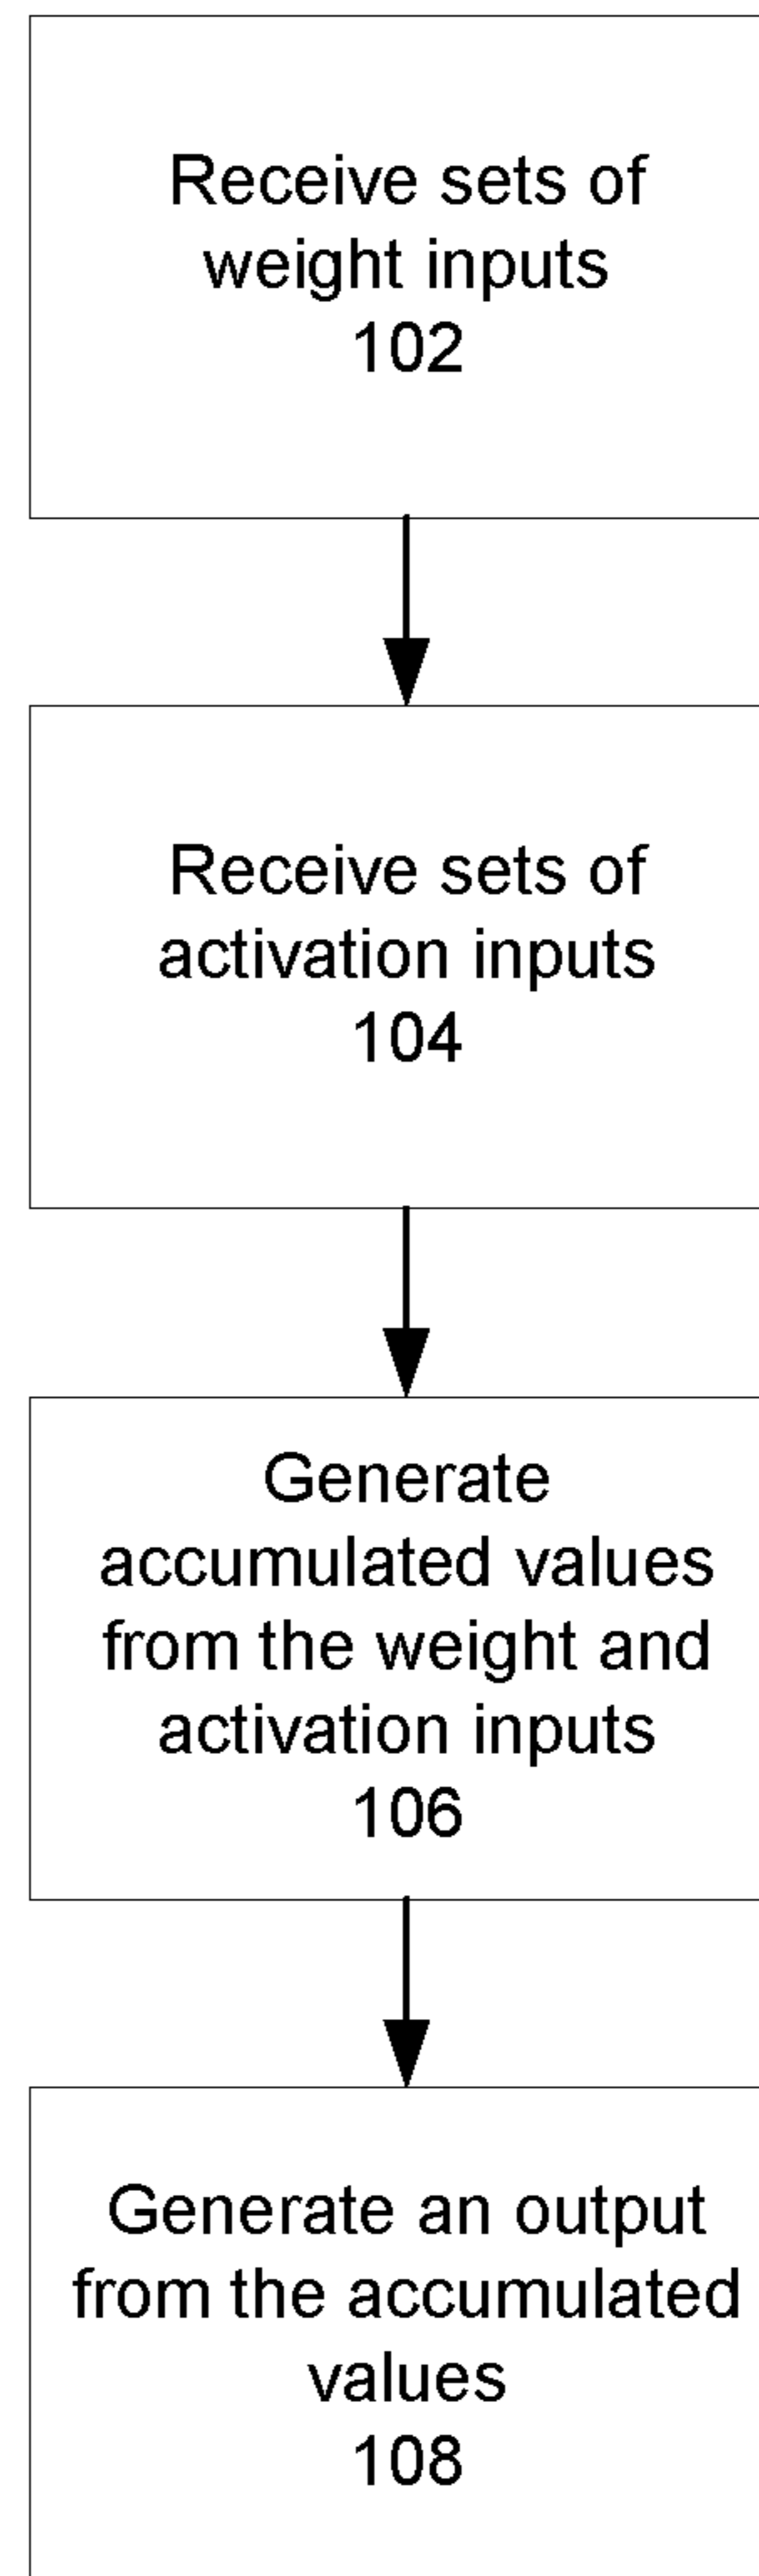 Receive sets of
weight inputs
102
Receive sets of
activation inputs
104
Generate
accumulated values
from the weight and
activation inputs
106
Generate an output
from the accumulated
values
108